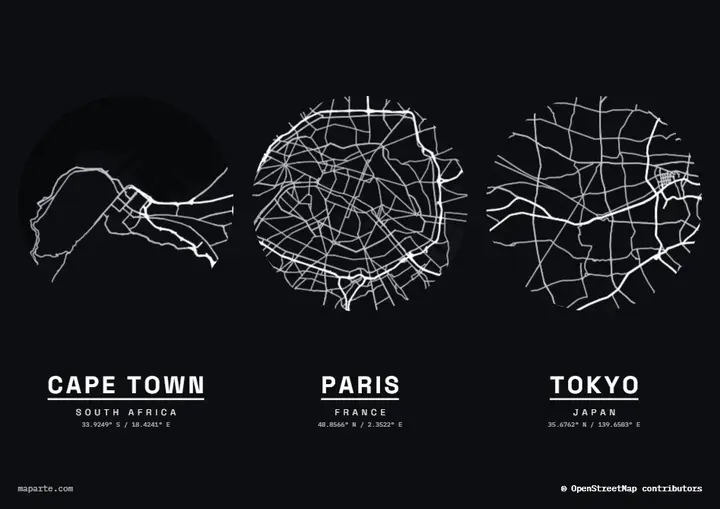 CAPE TOWN
SOUTH AFRICA
33.9249° S / 18.4241° E
PARIS
FRANCE
48.8566° N / 2.3522° E
TOKYO
JAPAN
35.6762° N / 139.6503° E
maparte.com
© OpenStreetMap contributors